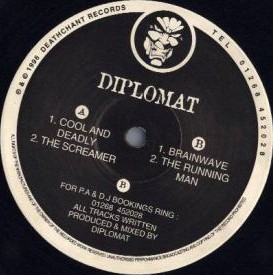 ℗ & © 1996 DEATHCHANT RECORDS
TEL 01268 452028
DIPLOMAT
A
1. COOL AND
DEADLY
2. THE SCREAMER
B
1. BRAINWAVE
2. THE RUNNING
MAN
B
FOR P.A & D J BOOKINGS RING :
01268 452028
ALL TRACKS WRITTEN
PRODUCED & MIXED BY
DIPLOMAT